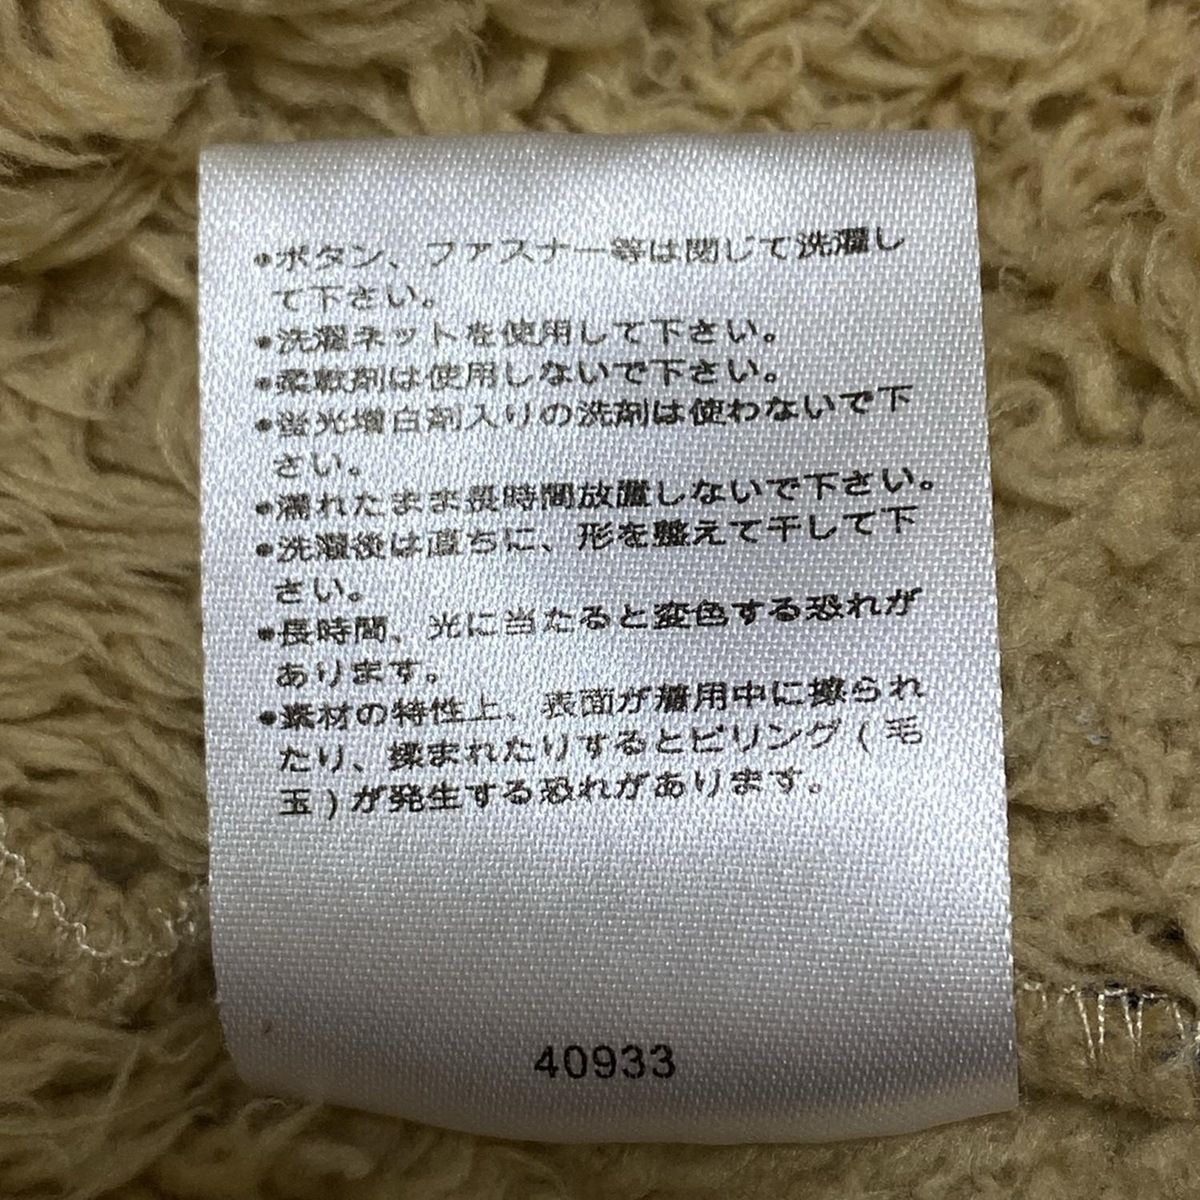 •ボタン、ファスナー等は閉じて洗濯し
て下さい。
•洗濯ネットを使用して下さい。
•柔軟剤は使用しないで下さい。
•蛍光増白剤入りの洗剤は使わないで下
さい。
•濡れたまま長時間放置しないで下さい。
•洗濯後は直ちに、形を整えて干して下
さい。
•長時間、光に当たると変色する恐れが
あります。
•素材の特性上、表面が着用中に擦られ
たり、揉まれたりするとピリング(毛
玉)が発生する恐れがあります。
40933